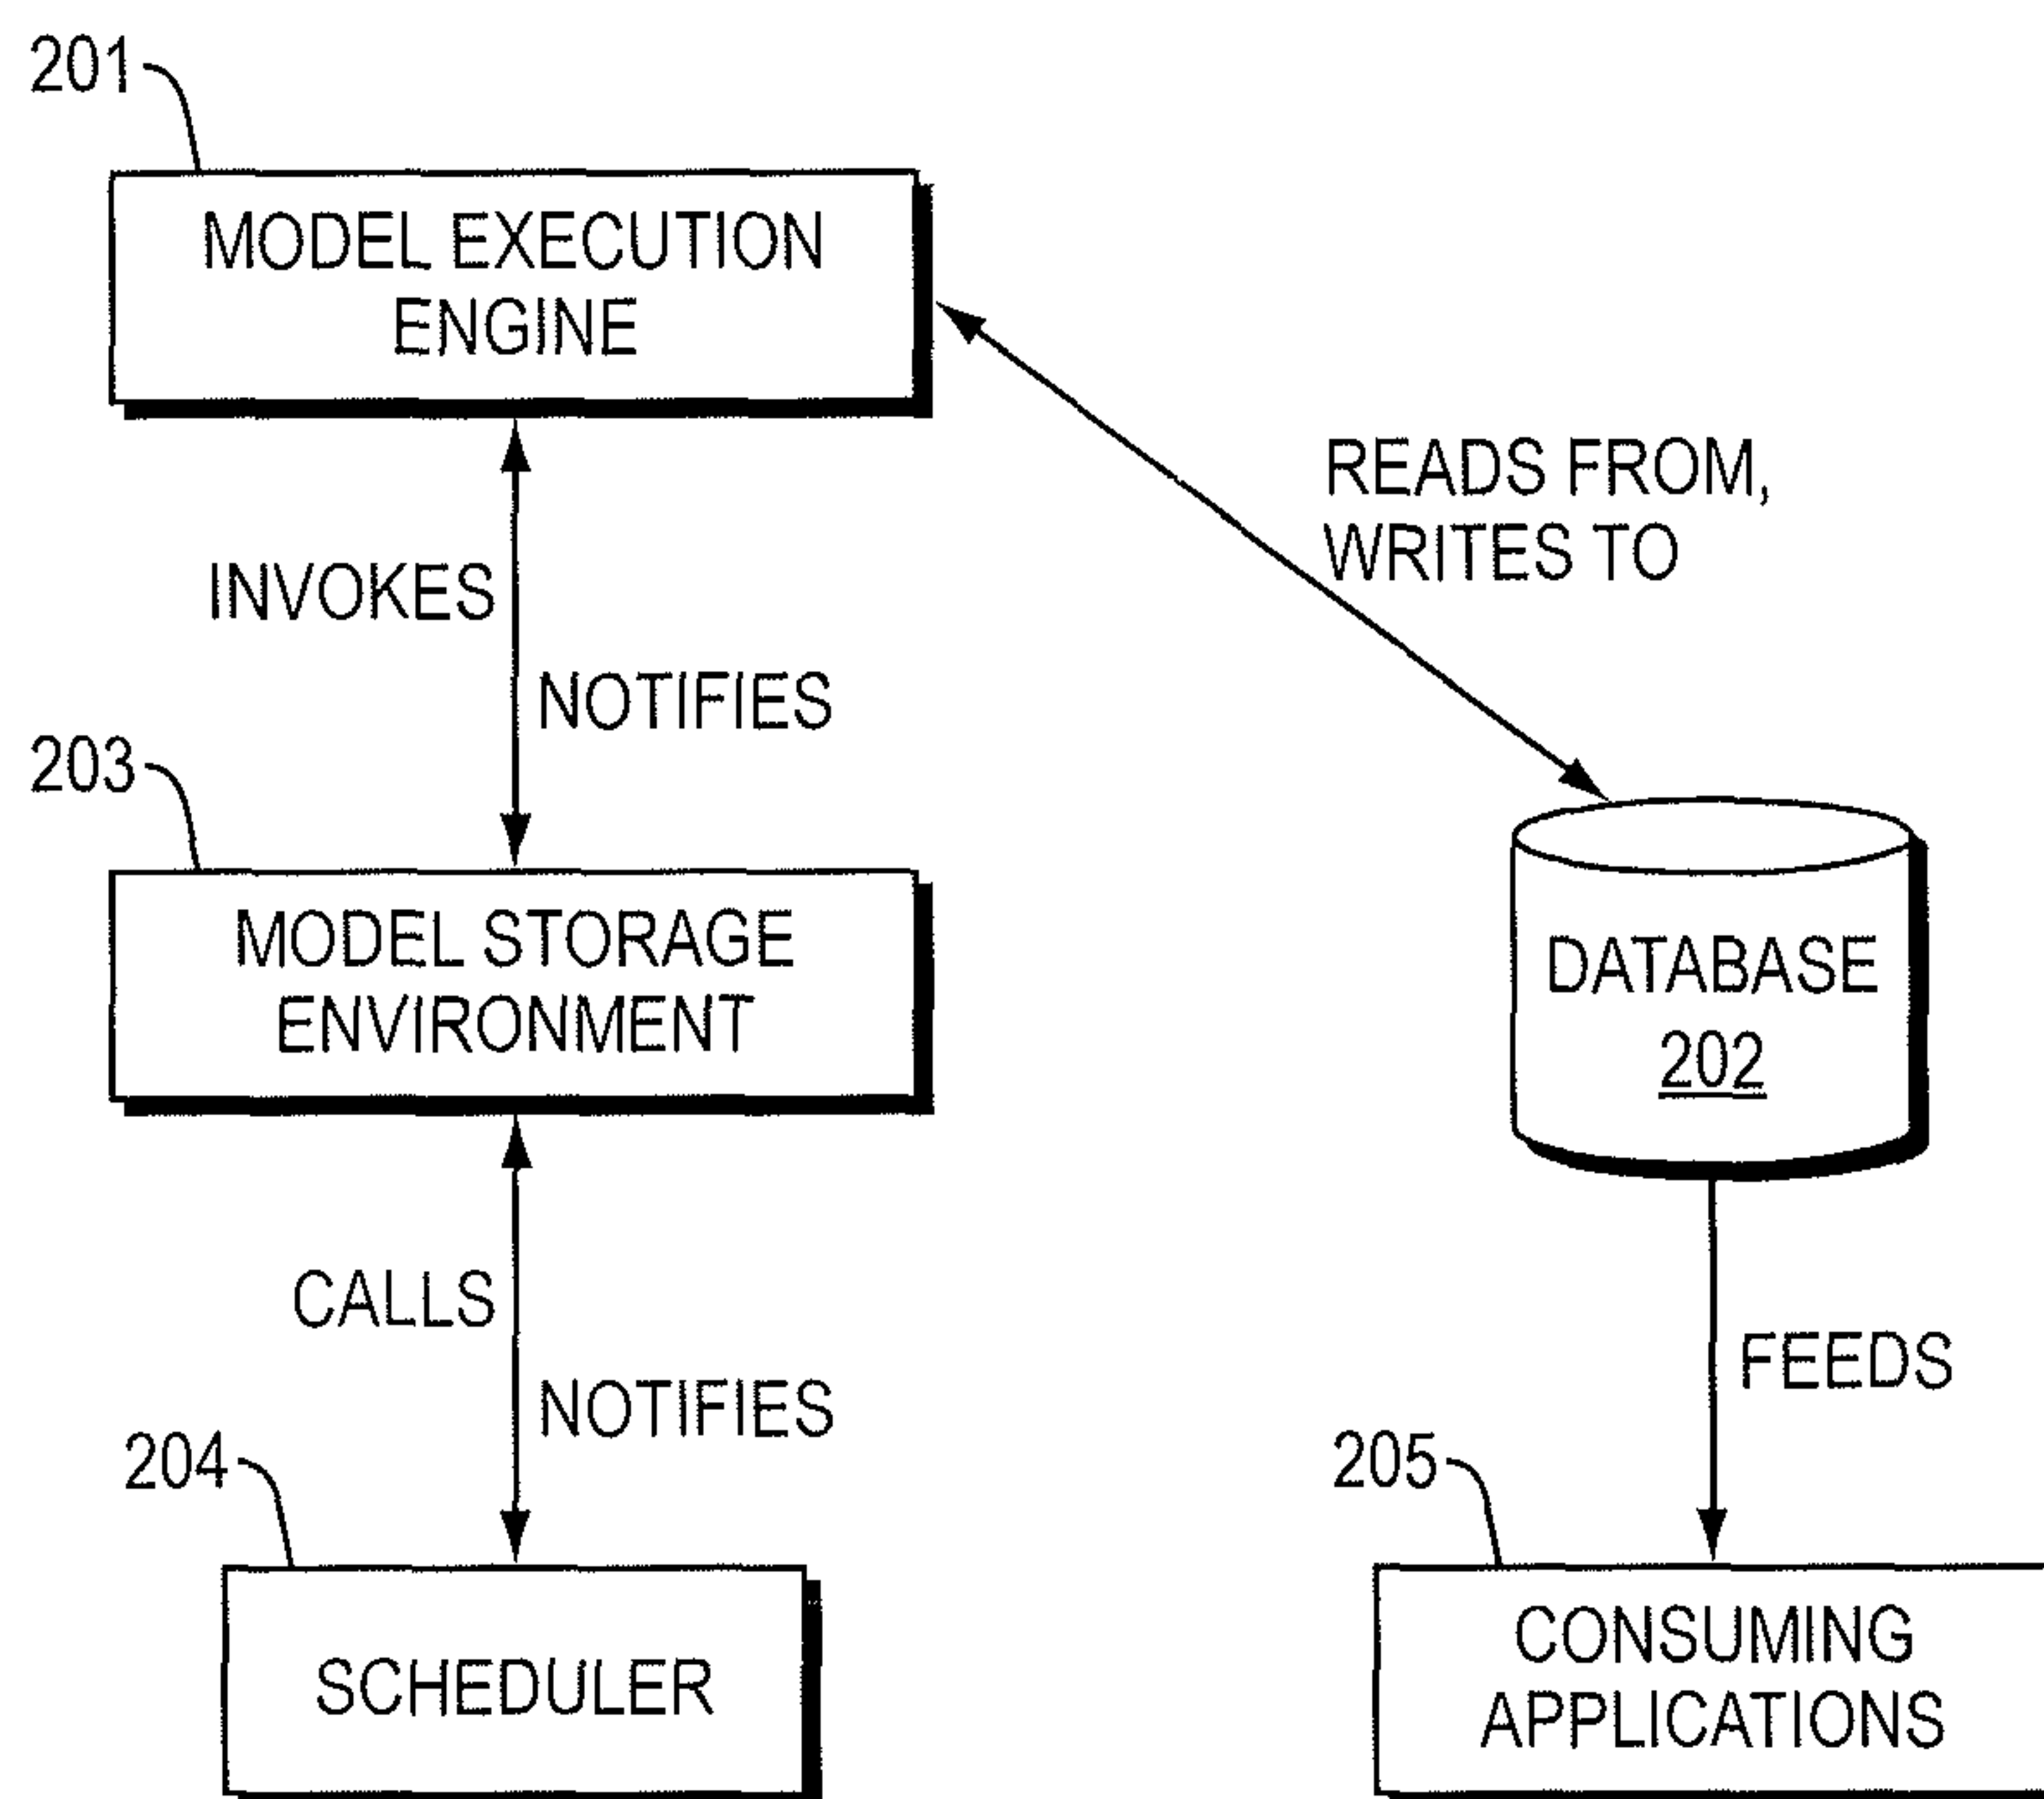 201
MODEL EXECUTION
ENGINE
READS FROM,
WRITES TO
INVOKES
NOTIFIES
203
MODEL STORAGE
ENVIRONMENT
DATABASE
202
CALLS
NOTIFIES
FEEDS
204
205
SCHEDULER
CONSUMING
APPLICATIONS